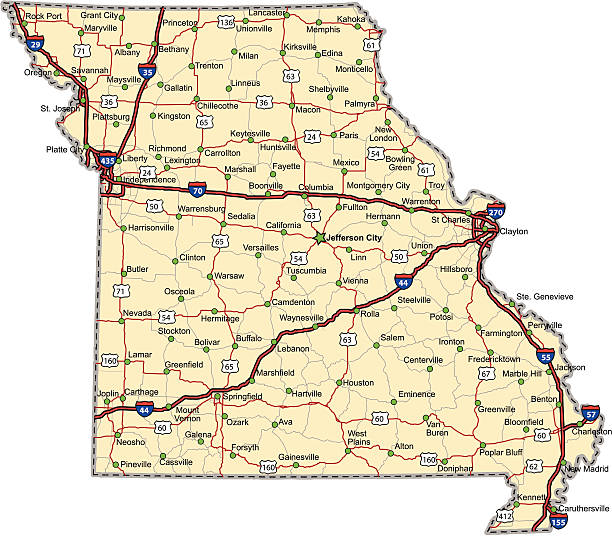 Rock Port
Grant City
Princeton
Lancaster
136
Unionville
Memphis
Kahoka
Maryville
29
71
Albany
Bethany
Milan
Kirksville
Edina
61
Oregon
Savannah
35
Trenton
Monticello
Maysville
Gallatin
Linneus
63
Shelbyville
St. Joseph
36
Chillicothe
36
Macon
Palmyra
Plattsburg
Kingston
65
Keytesville
24
Paris
New
London
Platte City
Richmond
Carrollton
Huntsville
54
Bowling
Green
435
Liberty
Lexington
Marshall
Fayette
Mexico
61
Independence
24
70
Boonville
Columbia
Montgomery City
Troy
50
Warrensburg
Sedalia
63
Fullton
Warrenton
270
Hermann
St Charles
Harrisonville
65
California
Jefferson City
Clayton
Versailles
54
Linn
50
Union
Butler
Clinton
Warsaw
Tuscumbia
Vienna
44
Hillsboro
71
Osceola
Camdenton
Steelville
Ste. Genevieve
Nevada
Hermitage
Waynesville
Rolla
Potosi
Stockton
Perryville
Bolivar
Buffalo
Lebanon
63
Salem
Ironton
Farmington
160
Lamar
Greenfield
65
Centerville
Fredericktown
55
Marshfield
67
Marble Hill
Jackson
Joplin
Carthage
Springfield
Hartville
Houston
Eminence
Benton
44
Mount
Vernon
60
Greenville
57
60
Ozark
Ava
Van
Buren
Bloomfield
60
Charleston
Neosho
Galena
West
Plains
Alton
Poplar Bluff
Forsyth
160
Gainesville
160
62
New Madrid
Pineville
Cassville
Doniphan
Kennett
412
Caruthersville
155